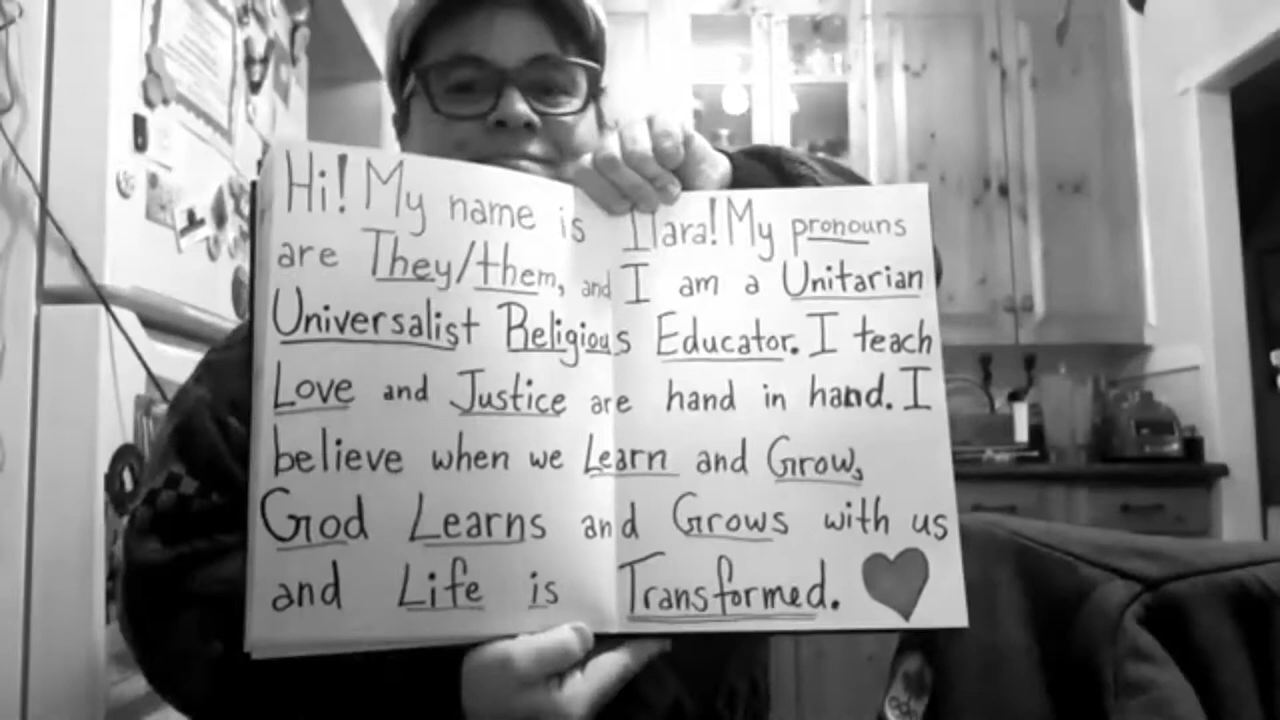 Hi! My name is Ilara! My pronouns
are They/them, and I am a Unitarian
Universalist Religious Educator. I teach
Love and Justice are hand in hand. I
believe when we Learn and Grow,
God Learns and Grows with us
and Life is Transformed.